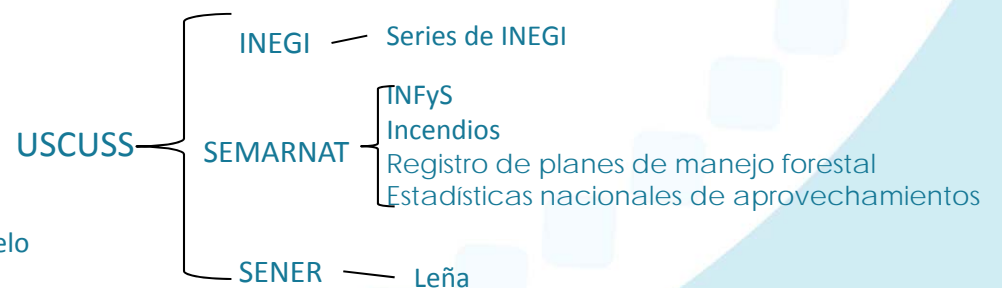 INEGI
Series de INEGI
USCUSS
SEMARNAT
INFyS
Incendios
Registro de planes de manejo forestal
Estadísticas nacionales de aprovechamientos
elo
SENER
Leña